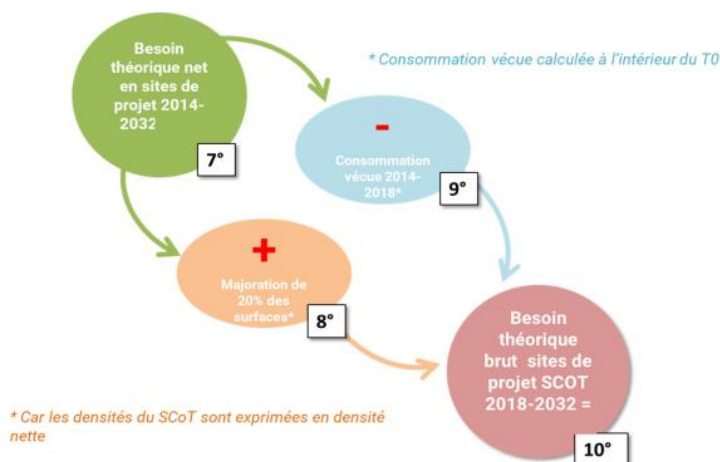 Besoin
théorique net
en sites de
projet 2014-
2032
7°
* Consommation vécue calculée à l'intérieur du T0
-
Consommation
vécue 2014-
2018*
9°
+
Majoration de
20% des
surfaces*
8°
Besoin
théorique
brut sites de
projet SCOT
2018-2032 =
10°
* Car les densités du SCoT sont exprimées en densité
nette